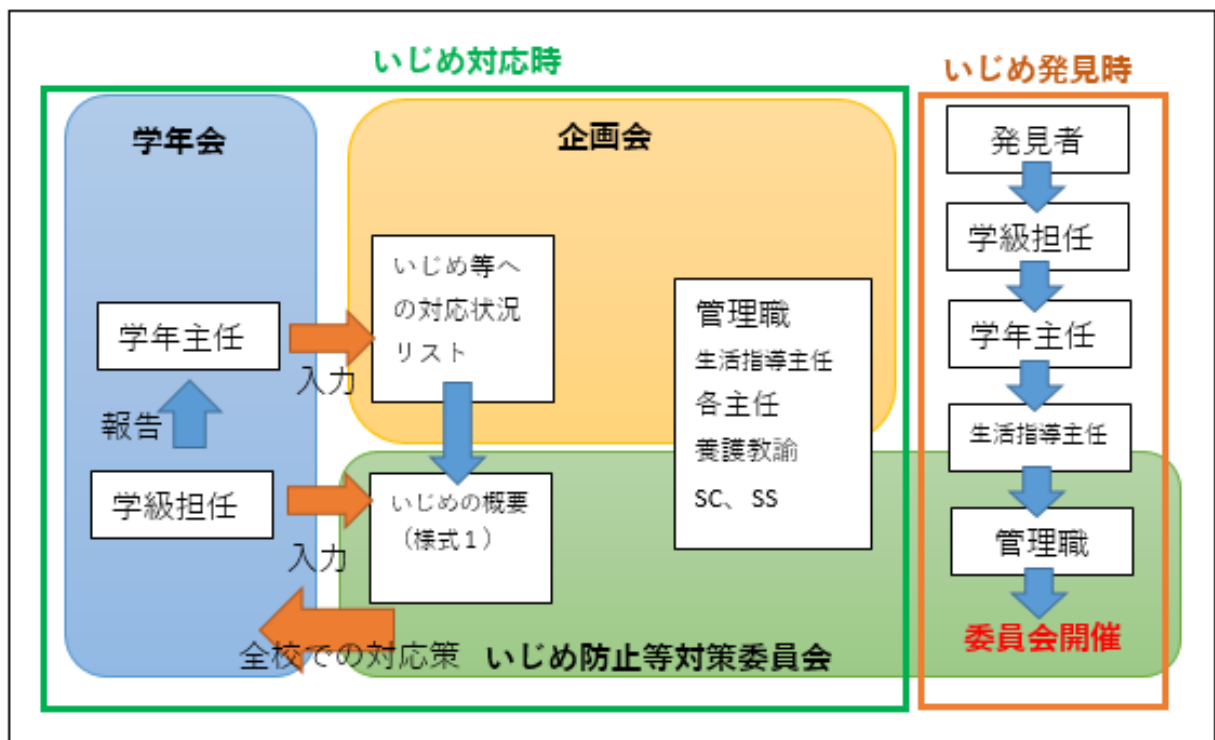 いじめ対応時
学年会
学年主任
報告
学級担任
入力
入力
企画会
いじめ等へ
の対応状況
リスト
いじめの概要
（様式１）
管理職
生活指導主任
各主任
養護教諭
SC、SS
全校での対応策
いじめ防止等対策委員会
いじめ発見時
発見者
学級担任
学年主任
生活指導主任
管理職
委員会開催